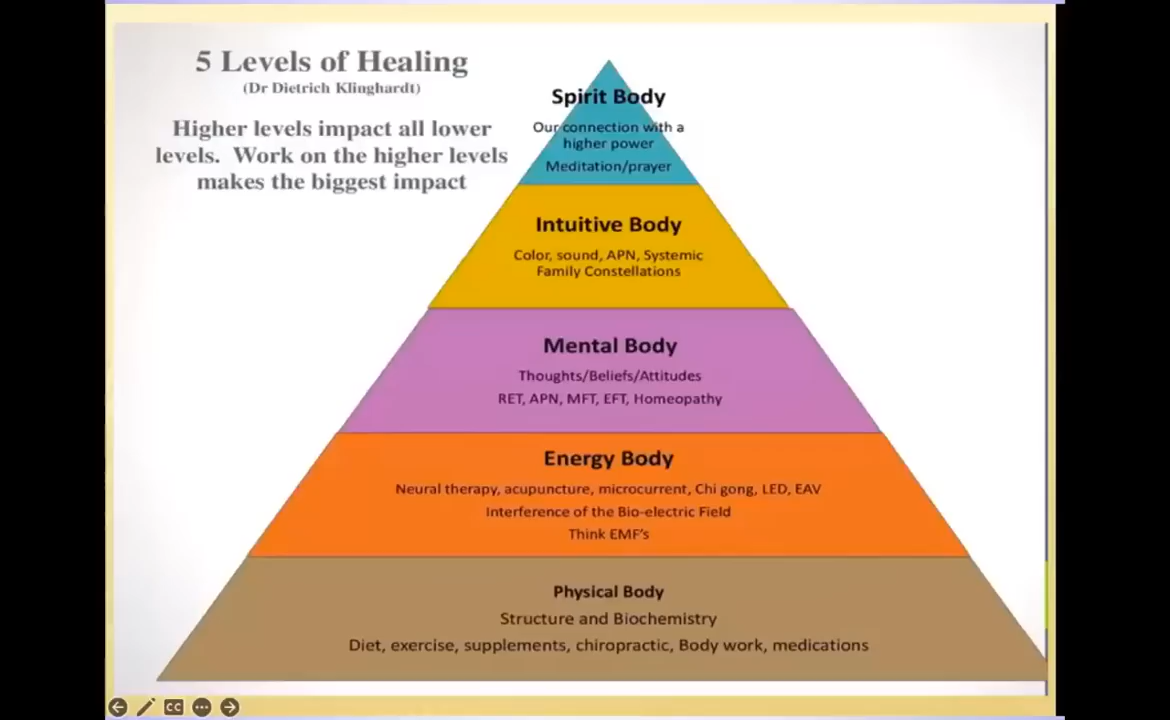 5 Levels of Healing
(Dr Dietrich Klinghardt)
Higher levels impact all lower
levels. Work on the higher levels
makes the biggest impact
Spirit Body
Our connection with a
higher power
Meditation/prayer
Intuitive Body
Color, sound, APN, Systemic
Family Constellations
Mental Body
Thoughts/Beliefs/Attitudes
RET, APN, MFT, EFT, Homeopathy
Energy Body
Neural therapy, acupuncture, microcurrent, Chi gong, LED, EAV
Interference of the Bio-electric Field
Think EMF's
Physical Body
Structure and Biochemistry
Diet, exercise, supplements, chiropractic, Body work, medications
CC